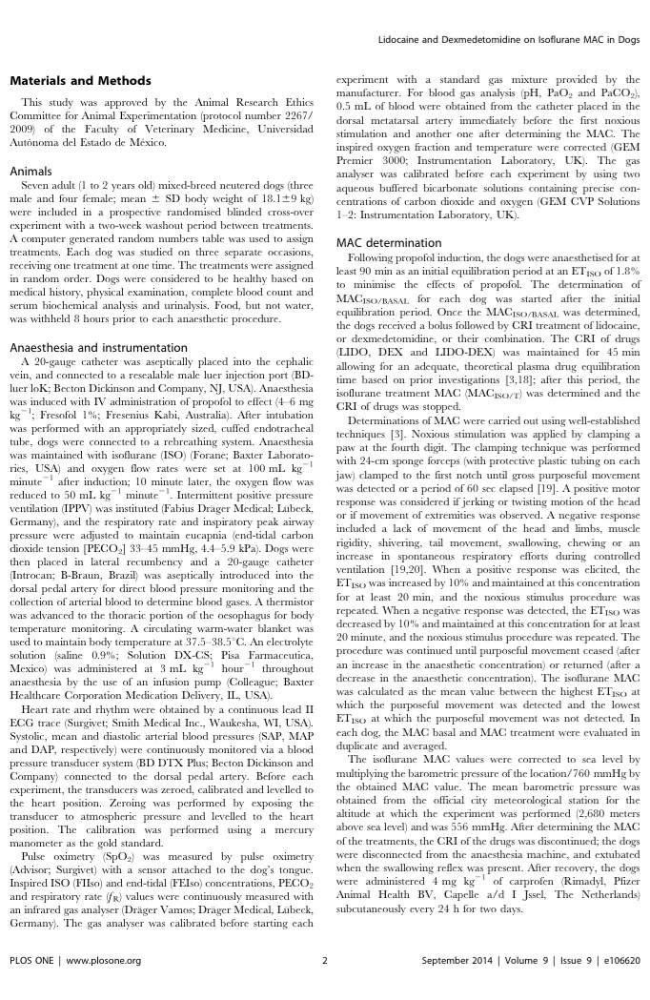 Lidocaine and Dexmedetomidine on Isoflurane MAC in Dogs
Materials and Methods
This study was approved by the Animal Research Ethics
Committee for Animal Experimentation (protocol number 2267/
2009) of the Faculty of Veterinary Medicine, Universidad
Autónoma del Estado de México.
Animals
Seven adult (1 to 2 years old) mixed-breed neutered dogs (three
male and four female; mean ± SD body weight of 18.1±9 kg)
were included in a prospective randomised blinded cross-over
experiment with a two-week washout period between treatments.
A computer generated random numbers table was used to assign
treatments. Each dog was studied on three separate occasions,
receiving one treatment at one time. The treatments were assigned
in random order. Dogs were considered to be healthy based on
medical history, physical examination, complete blood count and
serum biochemical analysis and urinalysis. Food, but not water,
was withheld 8 hours prior to each anaesthetic procedure.
Anaesthesia and instrumentation
A 20-gauge catheter was aseptically placed into the cephalic
vein, and connected to a resealable male luer injection port (BD-
luer loK; Becton Dickinson and Company, NJ, USA). Anaesthesia
was induced with IV administration of propofol to effect (4–6 mg
kg−1; Fresofol 1%; Fresenius Kabi, Australia). After intubation
was performed with an appropriately sized, cuffed endotracheal
tube, dogs were connected to a rebreathing system. Anaesthesia
was maintained with isoflurane (ISO) (Forane; Baxter Laborato-
ries, USA) and oxygen flow rates were set at 100 mL kg−1
minute−1 after induction; 10 minute later, the oxygen flow was
reduced to 50 mL kg−1 minute−1. Intermittent positive pressure
ventilation (IPPV) was instituted (Fabius Dräger Medical; Lübeck,
Germany), and the respiratory rate and inspiratory peak airway
pressure were adjusted to maintain eucapnia (end-tidal carbon
dioxide tension [PECO2] 33–45 mmHg, 4.4–5.9 kPa). Dogs were
then placed in lateral recumbency and a 20-gauge catheter
(Introcan; B-Braun, Brazil) was aseptically introduced into the
dorsal pedal artery for direct blood pressure monitoring and the
collection of arterial blood to determine blood gases. A thermistor
was advanced to the thoracic portion of the oesophagus for body
temperature monitoring. A circulating warm-water blanket was
used to maintain body temperature at 37.5–38.5°C. An electrolyte
solution (saline 0.9%; Solution DX-CS; Pisa Farmaceutica,
Mexico) was administered at 3 mL kg−1 hour−1 throughout
anaesthesia by the use of an infusion pump (Colleague; Baxter
Healthcare Corporation Medication Delivery, IL, USA).
Heart rate and rhythm were obtained by a continuous lead II
ECG trace (Surgivet; Smith Medical Inc., Waukesha, WI, USA).
Systolic, mean and diastolic arterial blood pressures (SAP, MAP
and DAP, respectively) were continuously monitored via a blood
pressure transducer system (BD DTX Plus; Becton Dickinson and
Company) connected to the dorsal pedal artery. Before each
experiment, the transducers was zeroed, calibrated and levelled to
the heart position. Zeroing was performed by exposing the
transducer to atmospheric pressure and levelled to the heart
position. The calibration was performed using a mercury
manometer as the gold standard.
Pulse oximetry (SpO2) was measured by pulse oximetry
(Advisor; Surgivet) with a sensor attached to the dog's tongue.
Inspired ISO (FIIso) and end-tidal (FEIso) concentrations, PECO2
and respiratory rate (fR) values were continuously measured with
an infrared gas analyser (Dräger Vamos; Dräger Medical, Lübeck,
Germany). The gas analyser was calibrated before starting each
experiment with a standard gas mixture provided by the
manufacturer. For blood gas analysis (pH, PaO2 and PaCO2),
0.5 mL of blood were obtained from the catheter placed in the
dorsal metatarsal artery immediately before the first noxious
stimulation and another one after determining the MAC. The
inspired oxygen fraction and temperature were corrected (GEM
Premier 3000; Instrumentation Laboratory, UK). The gas
analyser was calibrated before each experiment by using two
aqueous buffered bicarbonate solutions containing precise con-
centrations of carbon dioxide and oxygen (GEM CVP Solutions
1–2: Instrumentation Laboratory, UK).
MAC determination
Following propofol induction, the dogs were anaesthetised for at
least 90 min as an initial equilibration period at an ETISO of 1.8%
to minimise the effects of propofol. The determination of
MACISO/BASAL for each dog was started after the initial
equilibration period. Once the MACISO/BASAL was determined,
the dogs received a bolus followed by CRI treatment of lidocaine,
or dexmedetomidine, or their combination. The CRI of drugs
(LIDO, DEX and LIDO-DEX) was maintained for 45 min
allowing for an adequate, theoretical plasma drug equilibration
time based on prior investigations [3,18]; after this period, the
isoflurane treatment MAC (MACISO/T) was determined and the
CRI of drugs was stopped.
Determinations of MAC were carried out using well-established
techniques [3]. Noxious stimulation was applied by clamping a
paw at the fourth digit. The clamping technique was performed
with 24-cm sponge forceps (with protective plastic tubing on each
jaw) clamped to the first notch until gross purposeful movement
was detected or a period of 60 sec elapsed [19]. A positive motor
response was considered if jerking or twisting motion of the head
or if movement of extremities was observed. A negative response
included a lack of movement of the head and limbs, muscle
rigidity, shivering, tail movement, swallowing, chewing or an
increase in spontaneous respiratory efforts during controlled
ventilation [19,20]. When a positive response was elicited, the
ETISO was increased by 10% and maintained at this concentration
for at least 20 min, and the noxious stimulus procedure was
repeated. When a negative response was detected, the ETISO was
decreased by 10% and maintained at this concentration for at least
20 minute, and the noxious stimulus procedure was repeated. The
procedure was continued until purposeful movement ceased (after
an increase in the anaesthetic concentration) or returned (after a
decrease in the anaesthetic concentration). The isoflurane MAC
was calculated as the mean value between the highest ETISO at
which the purposeful movement was detected and the lowest
ETISO at which the purposeful movement was not detected. In
each dog, the MAC basal and MAC treatment were evaluated in
duplicate and averaged.
The isoflurane MAC values were corrected to sea level by
multiplying the barometric pressure of the location/760 mmHg by
the obtained MAC value. The mean barometric pressure was
obtained from the official city meteorological station for the
altitude at which the experiment was performed (2,680 meters
above sea level) and was 556 mmHg. After determining the MAC
of the treatments, the CRI of the drugs was discontinued; the dogs
were disconnected from the anaesthesia machine, and extubated
when the swallowing reflex was present. After recovery, the dogs
were administered 4 mg kg−1 of carprofen (Rimadyl, Pfizer
Animal Health BV, Capelle a/d I Jssel, The Netherlands)
subcutaneously every 24 h for two days.
PLOS ONE | www.plosone.org
2
September 2014 | Volume 9 | Issue 9 | e106620